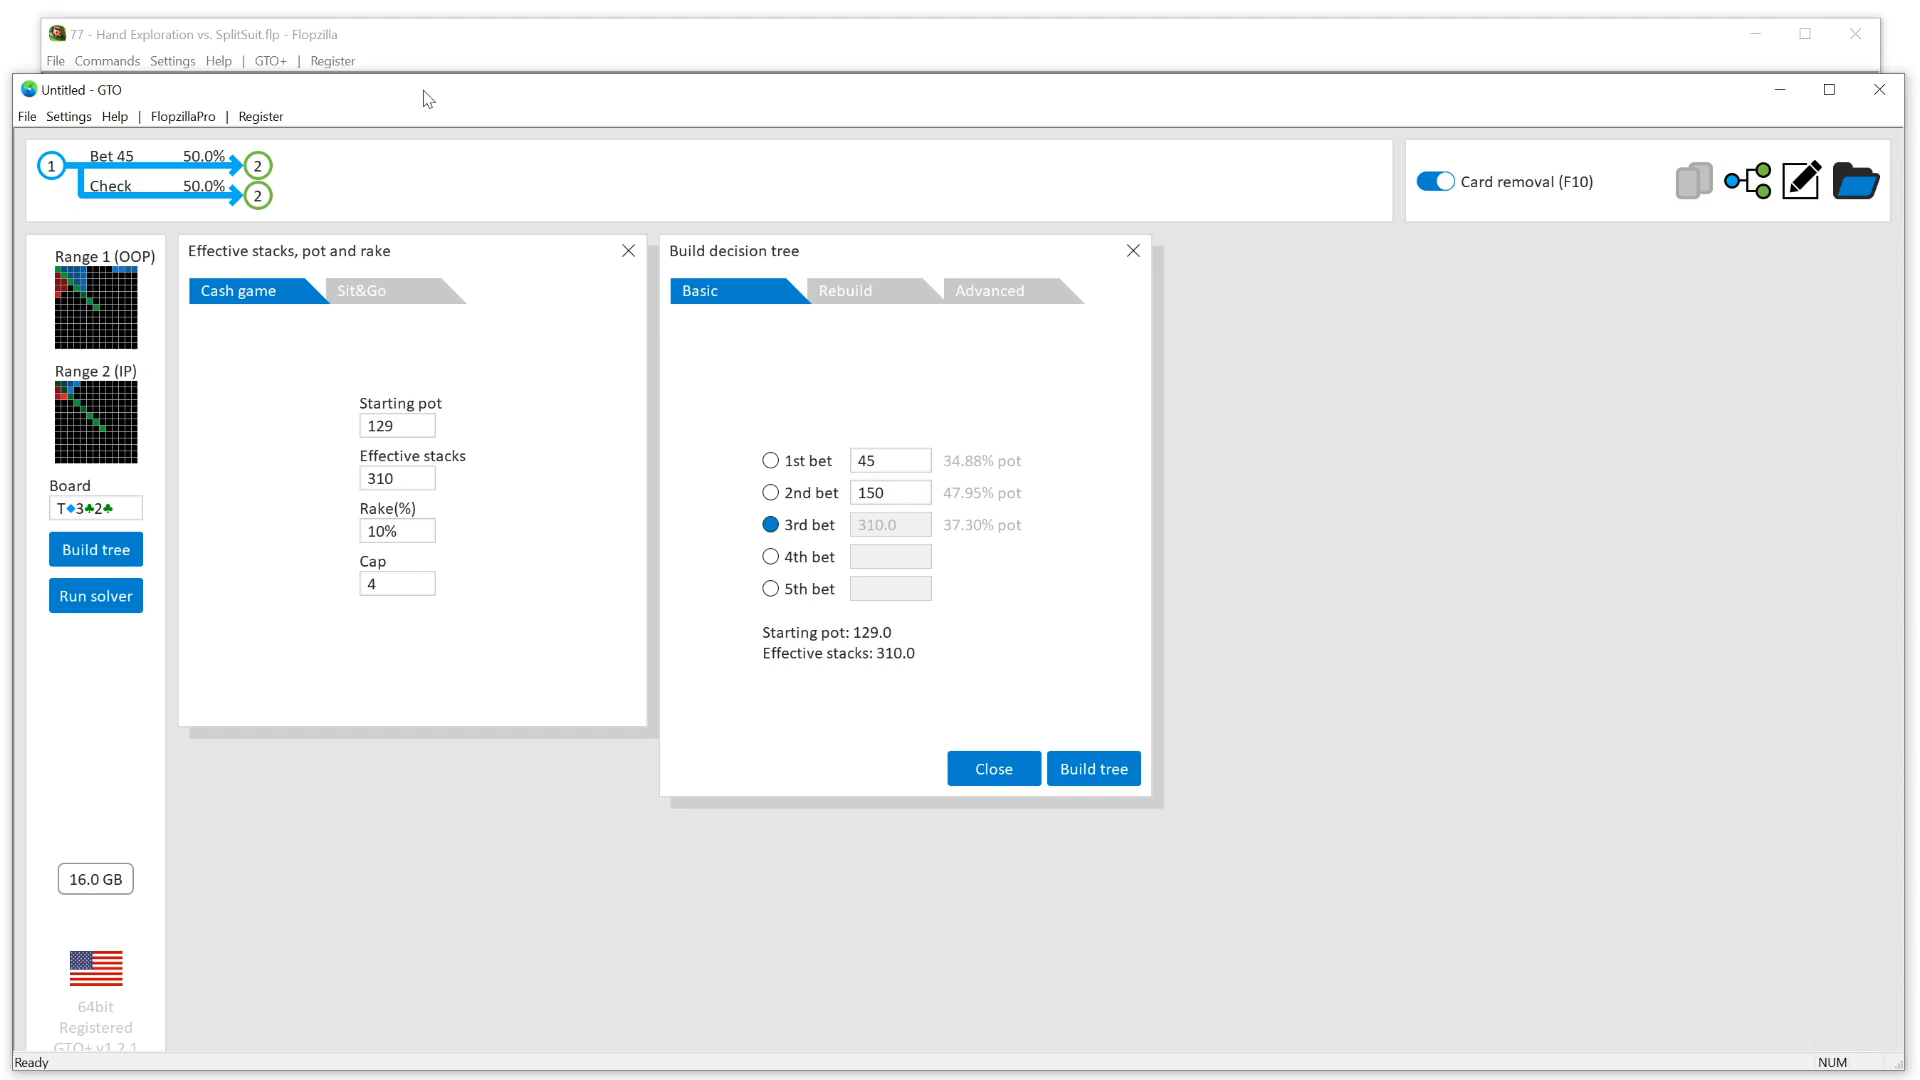 77 - Hand Exploration vs. SplitSuit.flp - Flopzilla
File Commands Settings Help | GTO+ | Register
Untitled - GTO
File Settings Help | FlopzillaPro | Register
1 Bet 45 50.0% 2
Check 50.0% 2
Card removal (F10)
Range 1 (OOP)
Range 2 (IP)
Board
T♦3♣2♣
Build tree
Run solver
16.0 GB
64bit
Registered
GTO+ v1.2.1
Effective stacks, pot and rake
Cash game Sit&Go
Starting pot
129
Effective stacks
310
Rake(%)
10%
Cap
4
Build decision tree
Basic Rebuild Advanced
1st bet 45 34.88% pot
2nd bet 150 47.95% pot
3rd bet 310.0 37.30% pot
4th bet
5th bet
Starting pot: 129.0
Effective stacks: 310.0
Close Build tree
Ready NUM